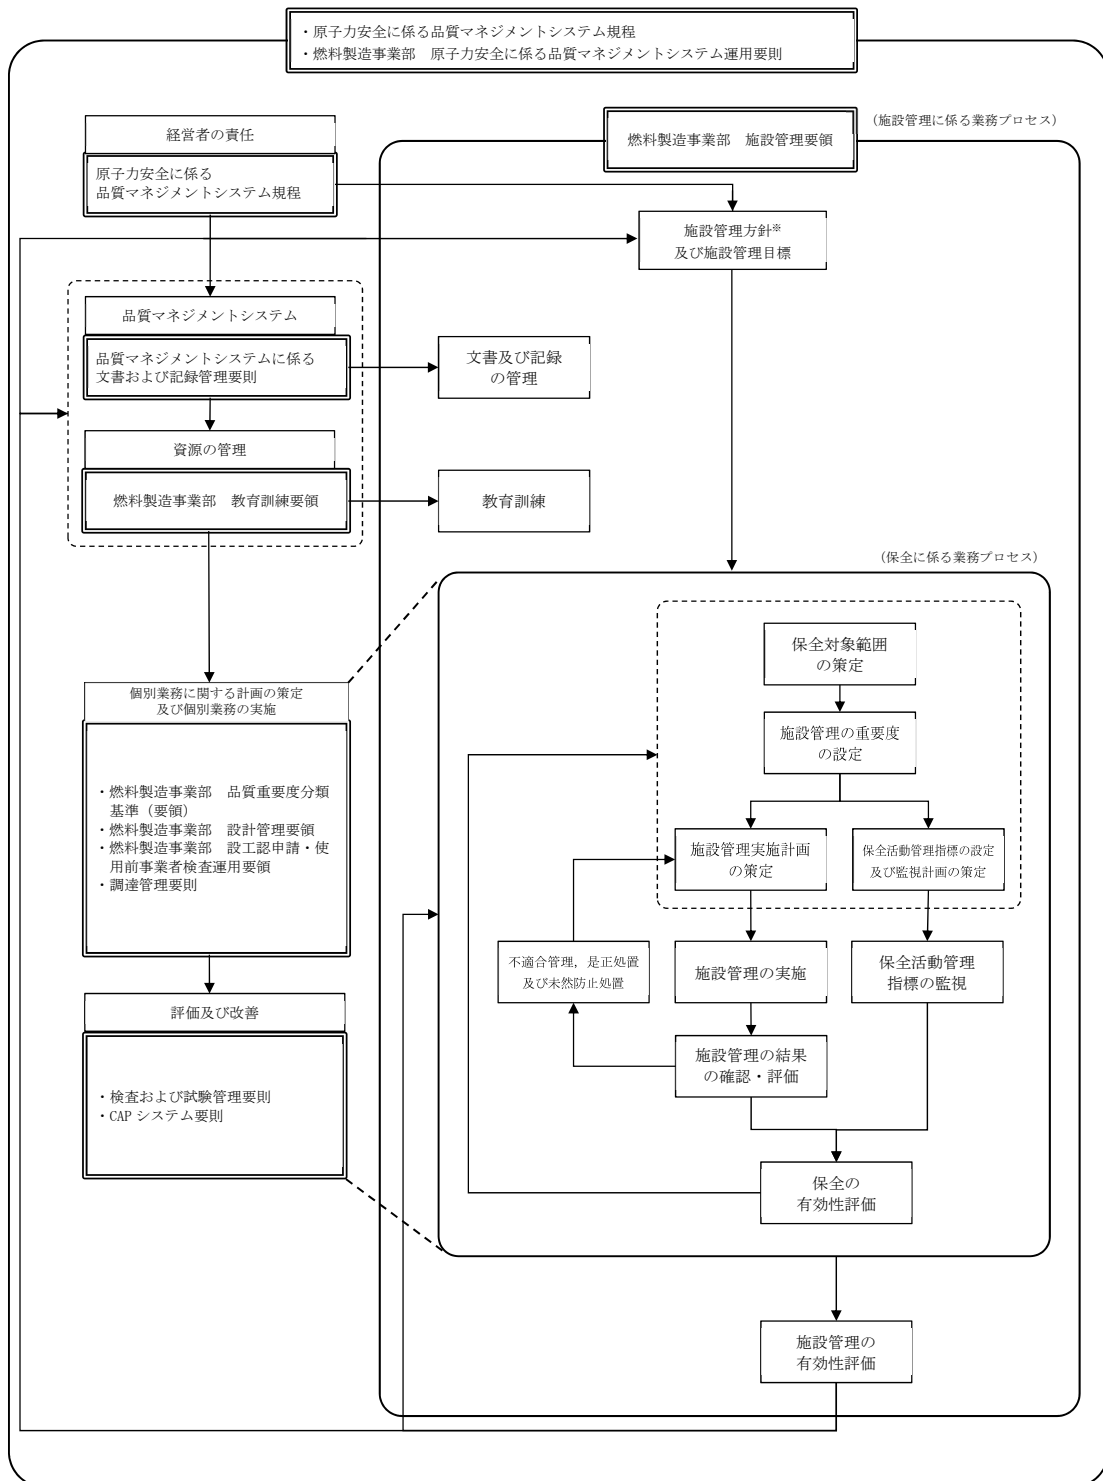 ・原子力安全に係る品質マネジメントシステム規程
・燃料製造事業部　原子力安全に係る品質マネジメントシステム運用要則
経営者の責任
原子力安全に係る
品質マネジメントシステム規程
燃料製造事業部　施設管理要領
（施設管理に係る業務プロセス）
施設管理方針※
及び施設管理目標
品質マネジメントシステム
品質マネジメントシステムに係る
文書および記録管理要則
文書及び記録
の管理
資源の管理
燃料製造事業部　教育訓練要領
教育訓練
（保全に係る業務プロセス）
個別業務に関する計画の策定
及び個別業務の実施
・燃料製造事業部　品質重要度分類
基準（要領）
・燃料製造事業部　設計管理要領
・燃料製造事業部　設工認申請・使
用前事業者検査運用要領
・調達管理要則
評価及び改善
・検査および試験管理要則
・CAP システム要則
保全対象範囲
の策定
施設管理の重要度
の設定
施設管理実施計画
の策定
保全活動管理指標の設定
及び監視計画の策定
不適合管理，是正処置
及び未然防止処置
施設管理の実施
保全活動管理
指標の監視
施設管理の結果
の確認・評価
保全の
有効性評価
施設管理の
有効性評価